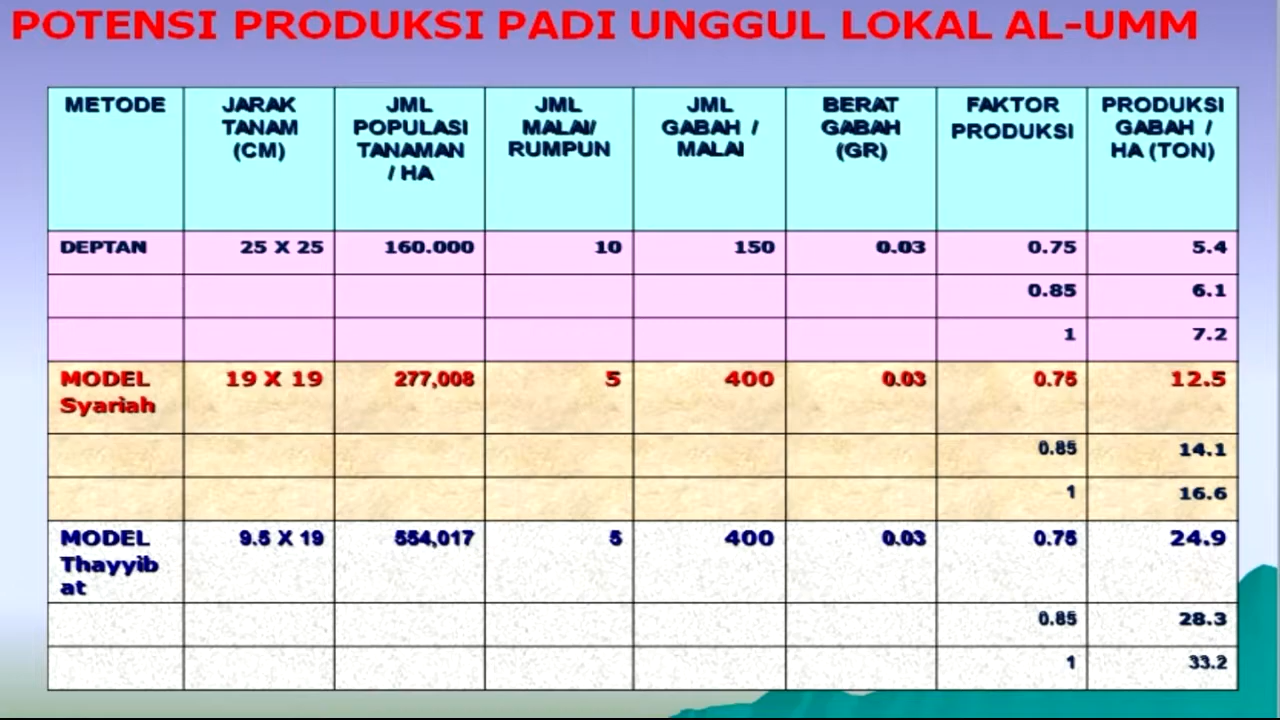 POTENSI PRODUKSI PADI UNGGUL LOKAL AL-UMM
METODE JARAK TANAM (CM) JML POPULASI TANAMAN / HA JML MALAI/ RUMPUN JML GABAH / MALAI BERAT GABAH (GR) FAKTOR PRODUKSI PRODUKSI GABAH / HA (TON)
DEPTAN 25 X 25 160.000 10 150 0.03 0.75 5.4
0.85 6.1
1 7.2
MODEL Syariah 19 X 19 277,008 5 400 0.03 0.75 12.5
0.85 14.1
1 16.6
MODEL Thayyibat 9.5 X 19 554,017 5 400 0.03 0.75 24.9
0.85 28.3
1 33.2